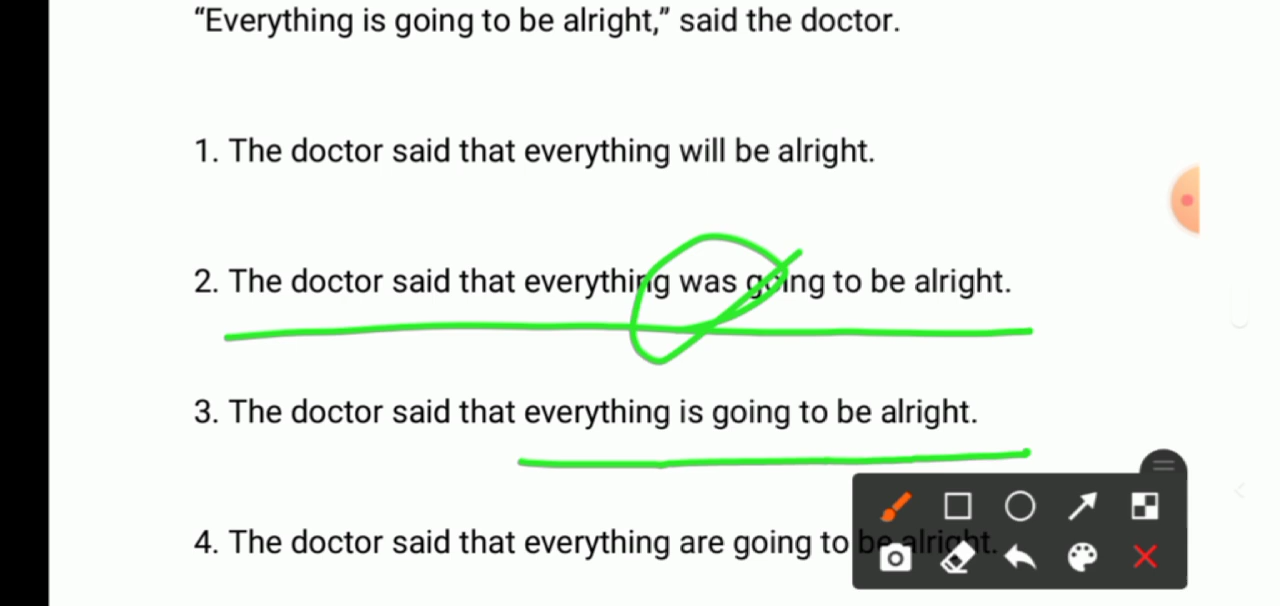 “Everything is going to be alright,” said the doctor.
1. The doctor said that everything will be alright.
2. The doctor said that everything was going to be alright.
3. The doctor said that everything is going to be alright.
4. The doctor said that everything are going to be alright.